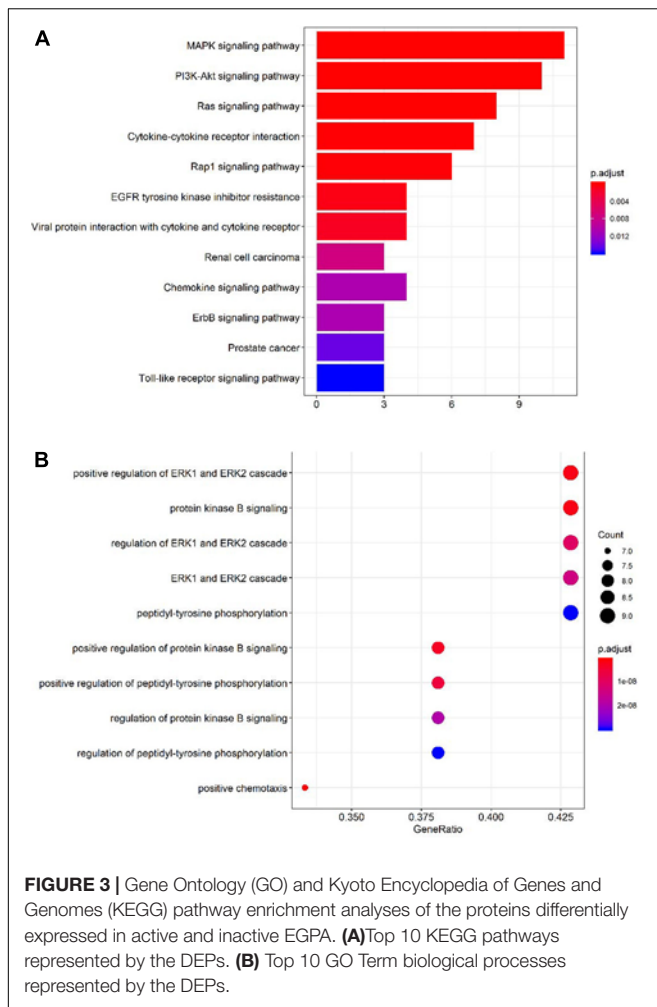 A
MAPK signaling pathway
PI3K-Akt signaling pathway
Ras signaling pathway
Cytokine-cytokine receptor interaction
Rap1 signaling pathway
EGFR tyrosine kinase inhibitor resistance
Viral protein interaction with cytokine and cytokine receptor
Renal cell carcinoma
Chemokine signaling pathway
ErbB signaling pathway
Prostate cancer
Toll-like receptor signaling pathway
0 3 6 9
p.adjust
0.004
0.008
0.012
B
positive regulation of ERK1 and ERK2 cascade
protein kinase B signaling
regulation of ERK1 and ERK2 cascade
ERK1 and ERK2 cascade
peptidyl-tyrosine phosphorylation
positive regulation of protein kinase B signaling
positive regulation of peptidyl-tyrosine phosphorylation
regulation of protein kinase B signaling
regulation of peptidyl-tyrosine phosphorylation
positive chemotaxis
0.350 0.375 0.400 0.425
GeneRatio
Count
7.0
7.5
8.0
8.5
9.0
p.adjust
1e-08
2e-08
FIGURE 3 | Gene Ontology (GO) and Kyoto Encyclopedia of Genes and
Genomes (KEGG) pathway enrichment analyses of the proteins differentially
expressed in active and inactive EGPA. (A)Top 10 KEGG pathways
represented by the DEPs. (B) Top 10 GO Term biological processes
represented by the DEPs.